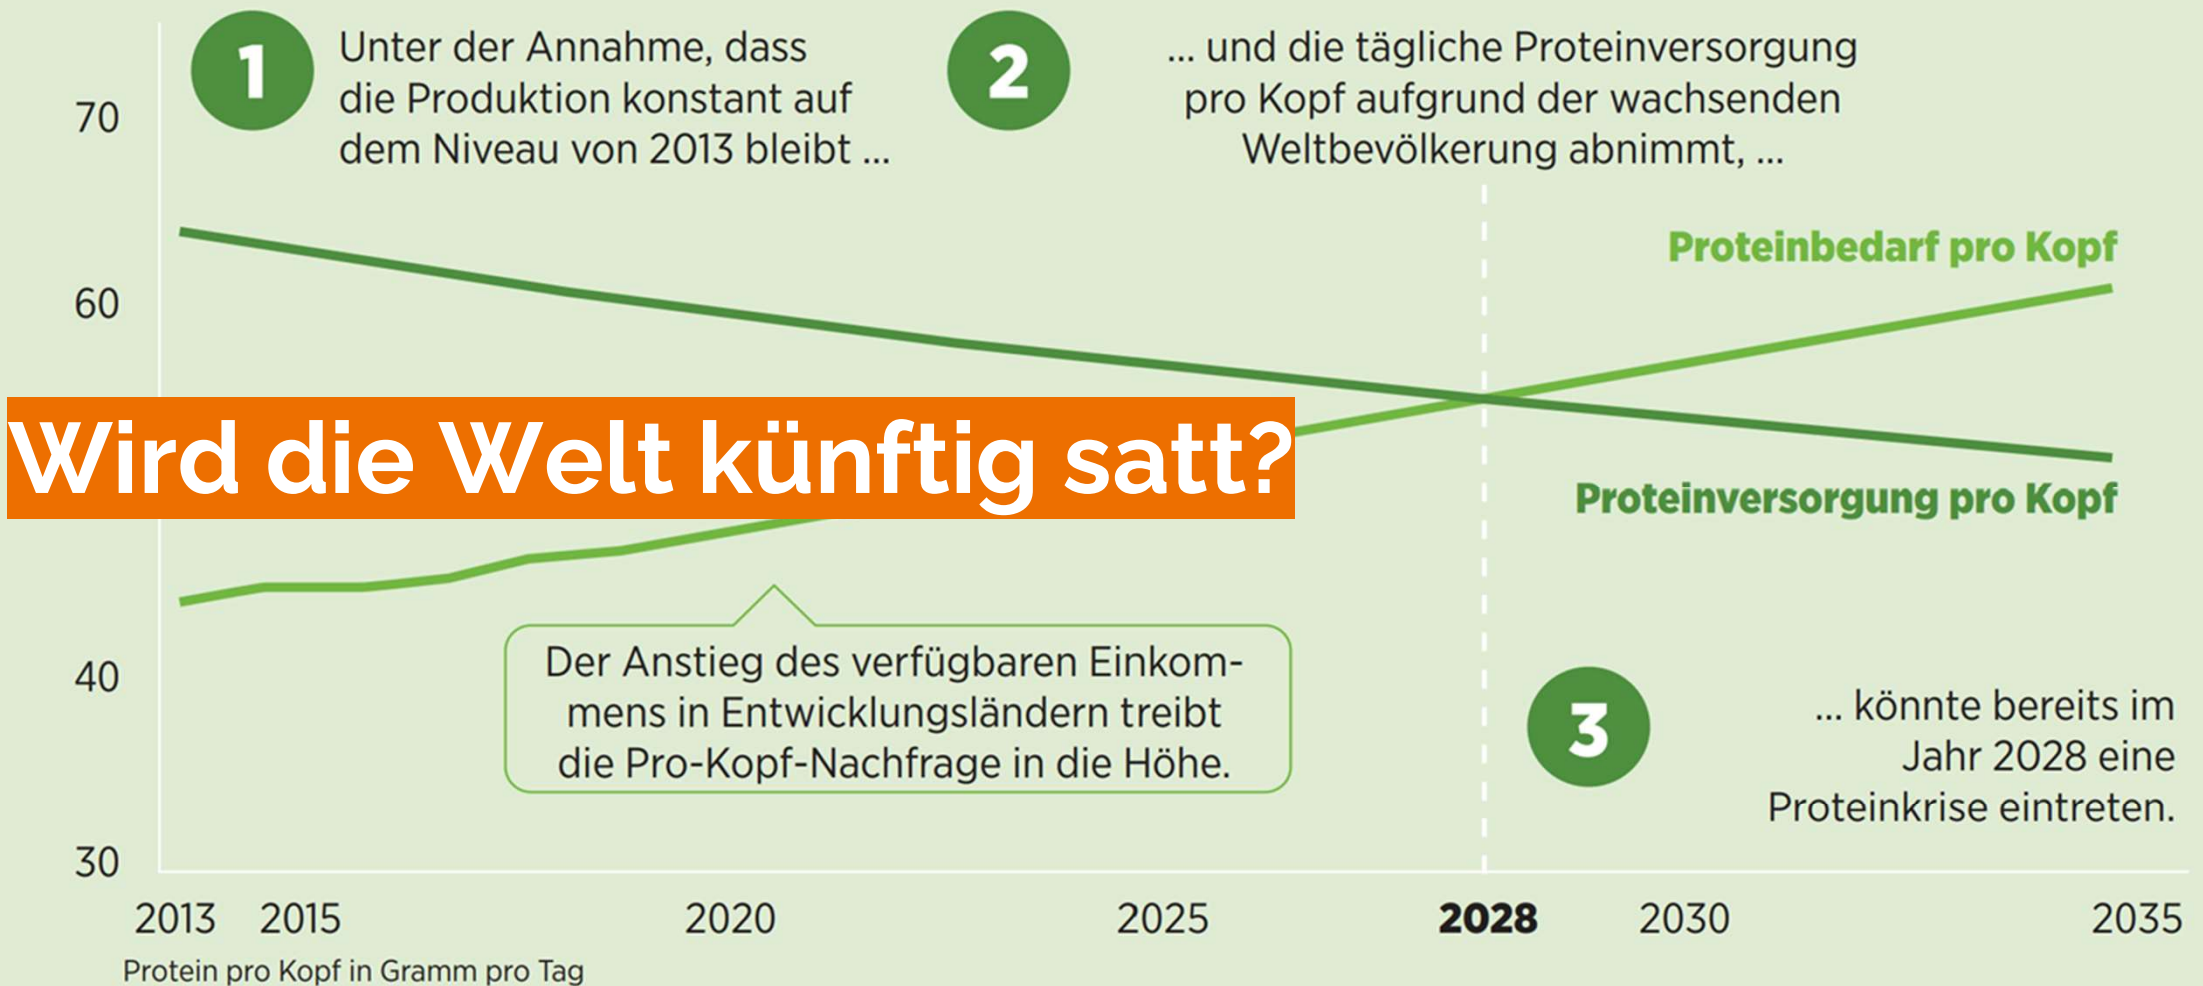 1
Unter der Annahme, dass
die Produktion konstant auf
dem Niveau von 2013 bleibt ...
2
... und die tägliche Proteinversorgung
pro Kopf aufgrund der wachsenden
Weltbevölkerung abnimmt, ...
70
60
Proteinbedarf pro Kopf
Wird die Welt künftig satt?
Proteinversorgung pro Kopf
Der Anstieg des verfügbaren Einkom-
mens in Entwicklungsländern treibt
die Pro-Kopf-Nachfrage in die Höhe.
40
3
... könnte bereits im
Jahr 2028 eine
Proteinkrise eintreten.
30
2013 2015 2020 2025 2028 2030 2035
Protein pro Kopf in Gramm pro Tag